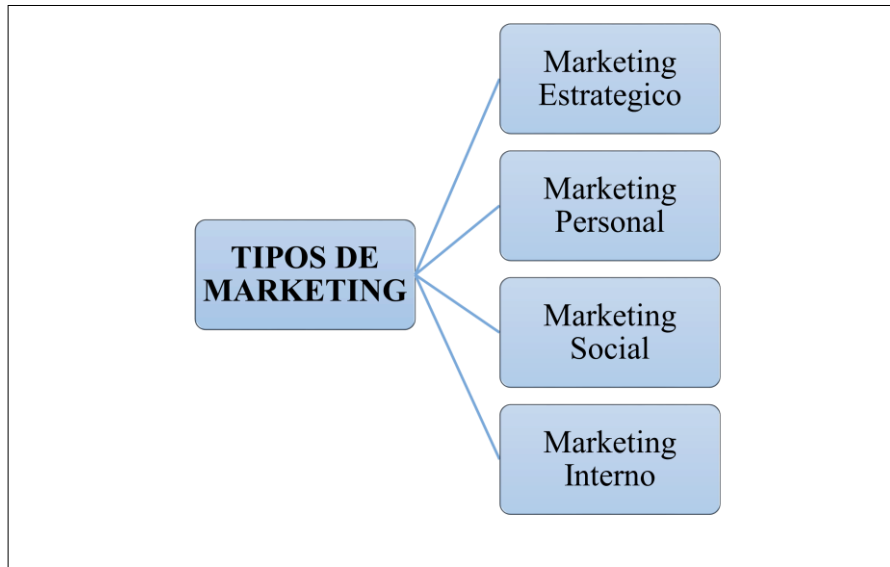 TIPOS DE
MARKETING
Marketing
Estrategico
Marketing
Personal
Marketing
Social
Marketing
Interno